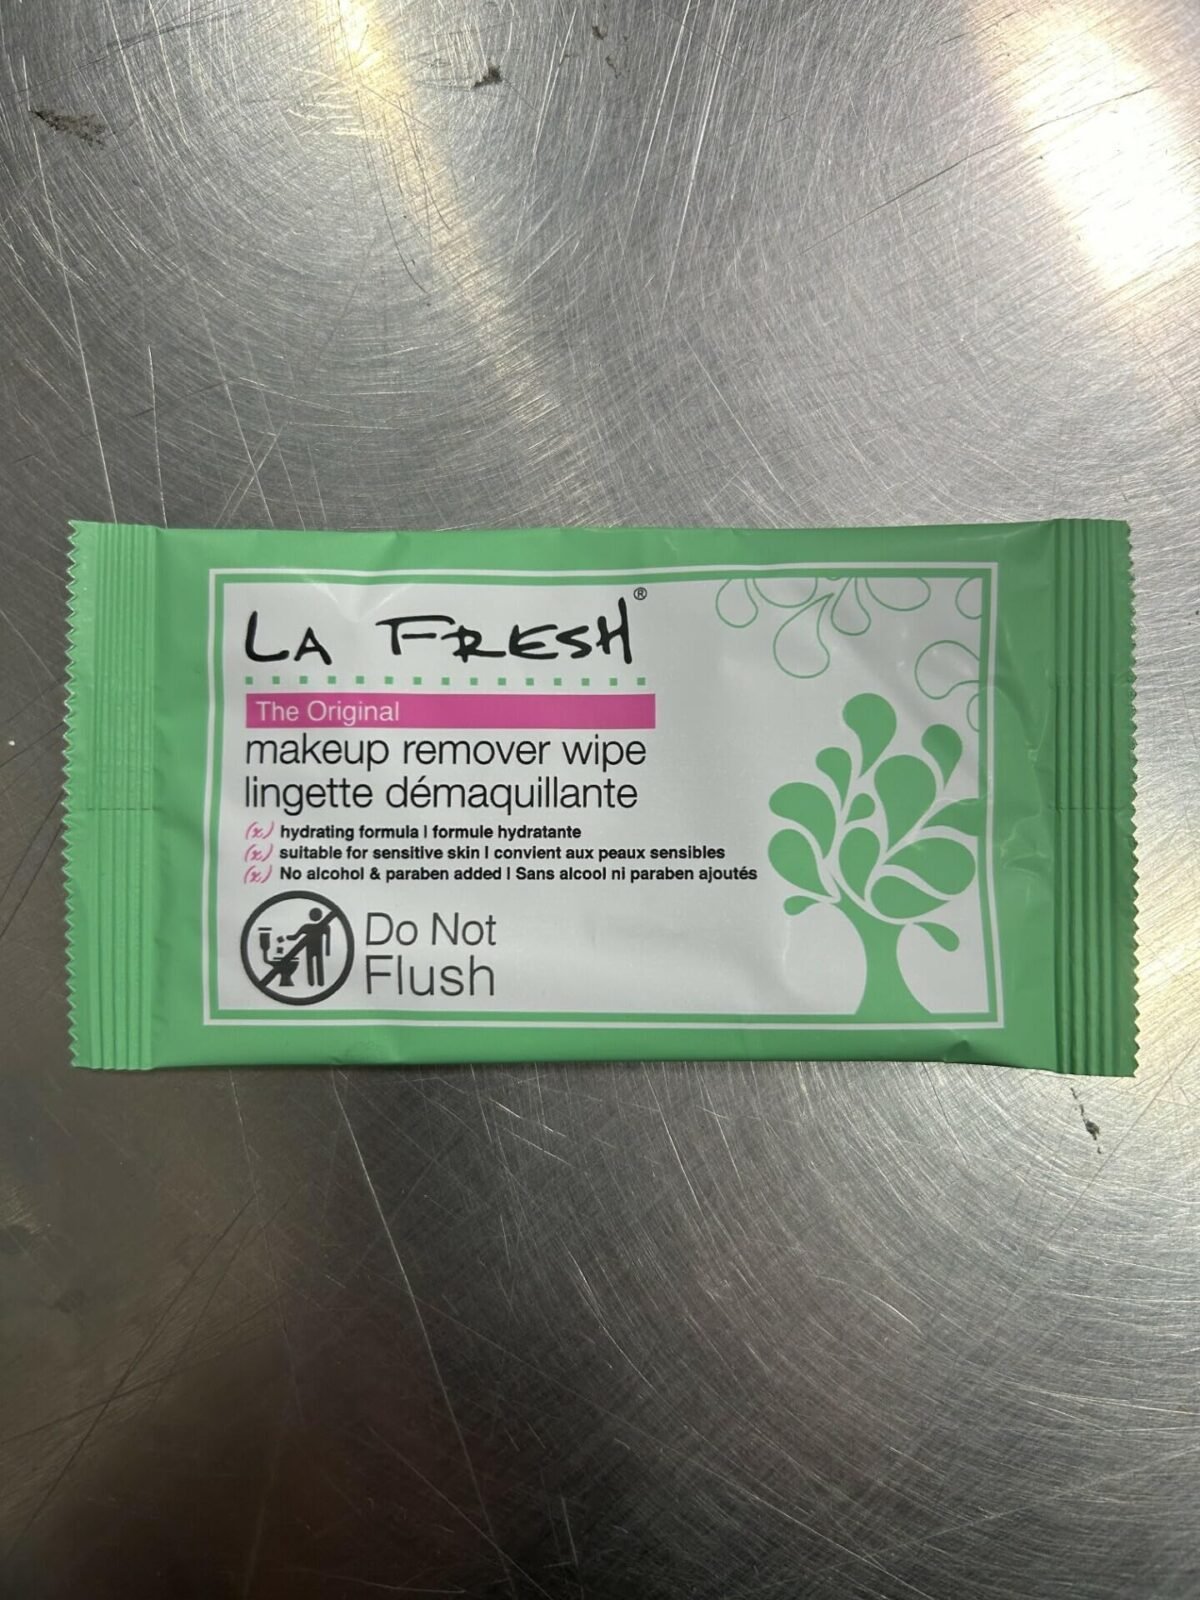 LA FRESH®
The Original
makeup remover wipe
lingette démaquillante
(x) hydrating formula | formule hydratante
(x) suitable for sensitive skin | convient aux peaux sensibles
(x) No alcohol & paraben added | Sans alcool ni paraben ajoutés
Do Not
Flush